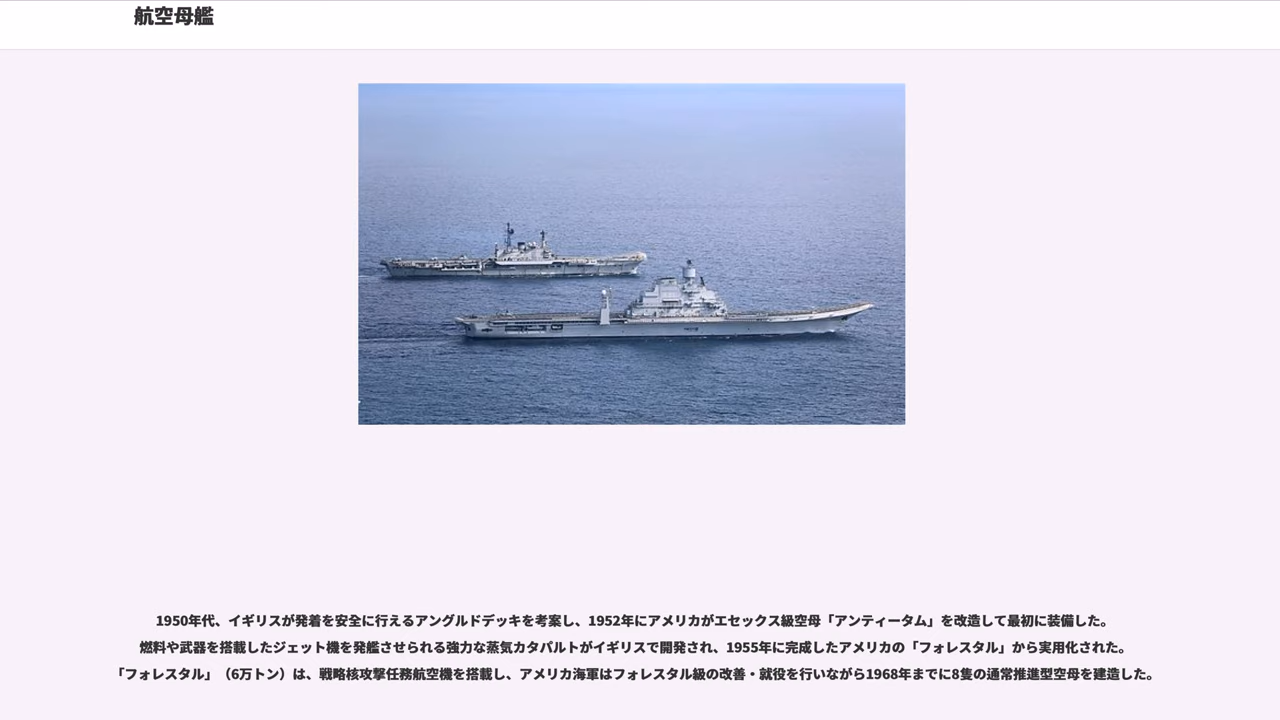 航空母艦
1950年代、イギリスが発着を安全に行えるアングルドデッキを考案し、1952年にアメリカがエセックス級空母「アンティータム」を改造して最初に装備した。
燃料や武器を搭載したジェット機を発艦させられる強力な蒸気カタパルトがイギリスで開発され、1955年に完成したアメリカの「フォレスタル」から実用化された。
「フォレスタル」（6万トン）は、戦略核攻撃任務航空機を搭載し、アメリカ海軍はフォレスタル級の改善・就役を行いながら1968年までに8隻の通常推進型空母を建造した。